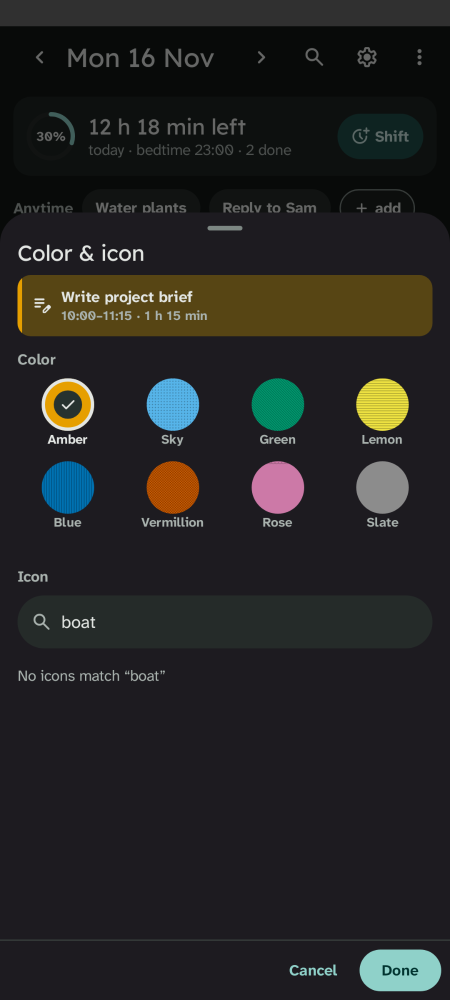 Mon 16 Nov
30%
12 h 18 min left
today · bedtime 23:00 · 2 done
Shift
Anytime
Water plants
Reply to Sam
+ add
Color & icon
Write project brief
10:00–11:15 · 1 h 15 min
Color
Amber
Sky
Green
Lemon
Blue
Vermillion
Rose
Slate
Icon
boat
No icons match “boat”
Cancel
Done